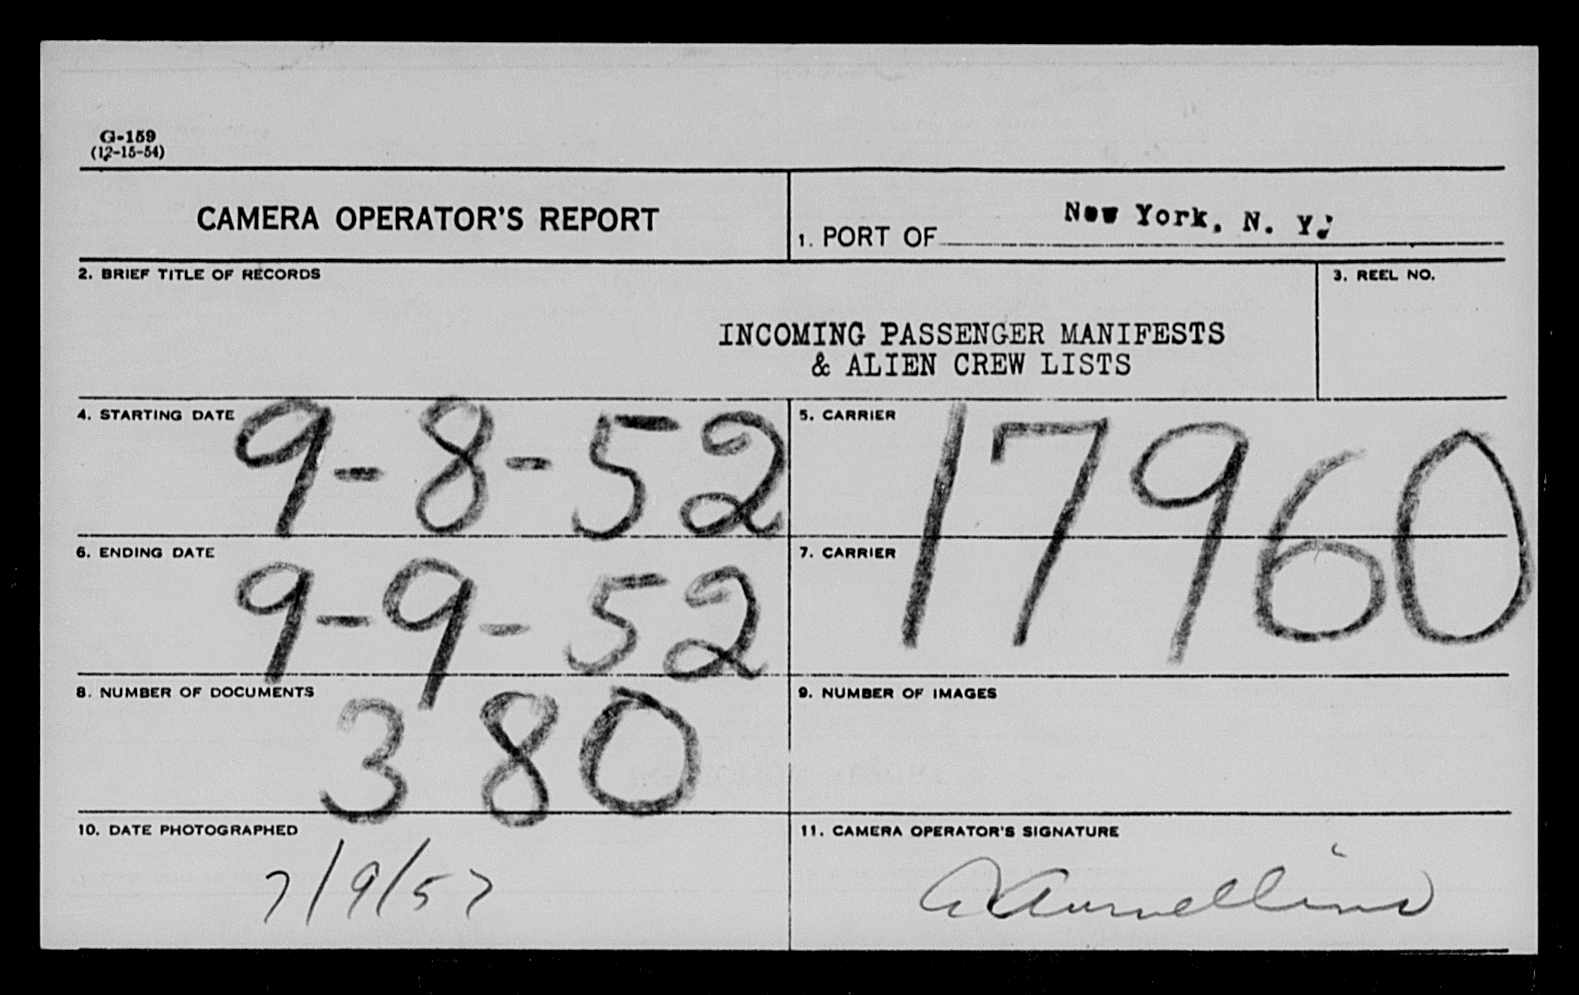 G-159
(12-15-54)
CAMERA OPERATOR'S REPORT
1. PORT OF New York, N. Y.
2. BRIEF TITLE OF RECORDS
3. REEL NO.
INCOMING PASSENGER MANIFESTS
& ALIEN CREW LISTS
4. STARTING DATE 9-8-52
5. CARRIER
17960
6. ENDING DATE 9-9-52
7. CARRIER
8. NUMBER OF DOCUMENTS 380
9. NUMBER OF IMAGES
10. DATE PHOTOGRAPHED
7/9/57
11. CAMERA OPERATOR'S SIGNATURE